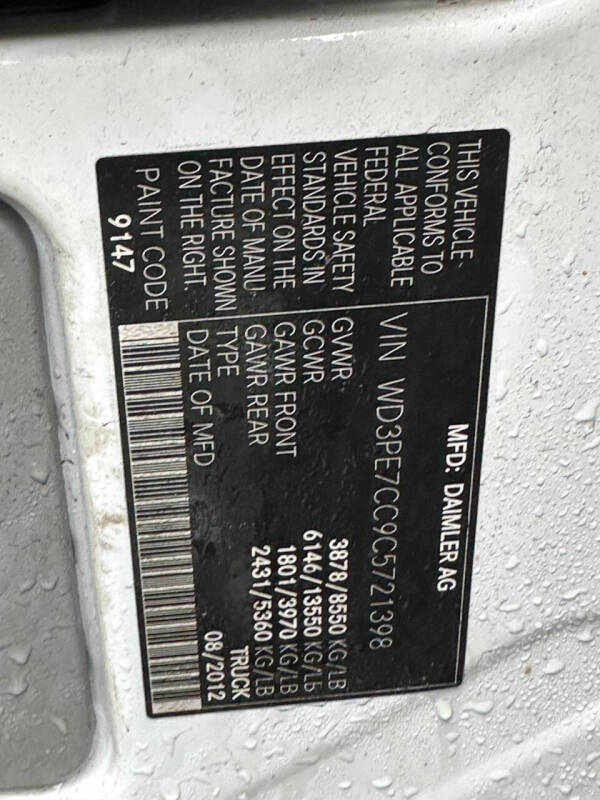 MFD: DAIMLER AG
THIS VEHICLE
CONFORMS TO
ALL APPLICABLE
FEDERAL
VEHICLE SAFETY
STANDARDS IN
EFFECT ON THE
DATE OF MANU-
FACTURE SHOWN
ON THE RIGHT.
PAINT CODE
9147
VIN WD3PE7CC9C5721398
GVWR 3878/8550 KG/LB
GCWR 6146/13550 KG/LB
GAWR FRONT 1801/3970 KG/LB
GAWR REAR 2431/5360 KG/LB
TYPE TRUCK
DATE OF MFD 08/2012